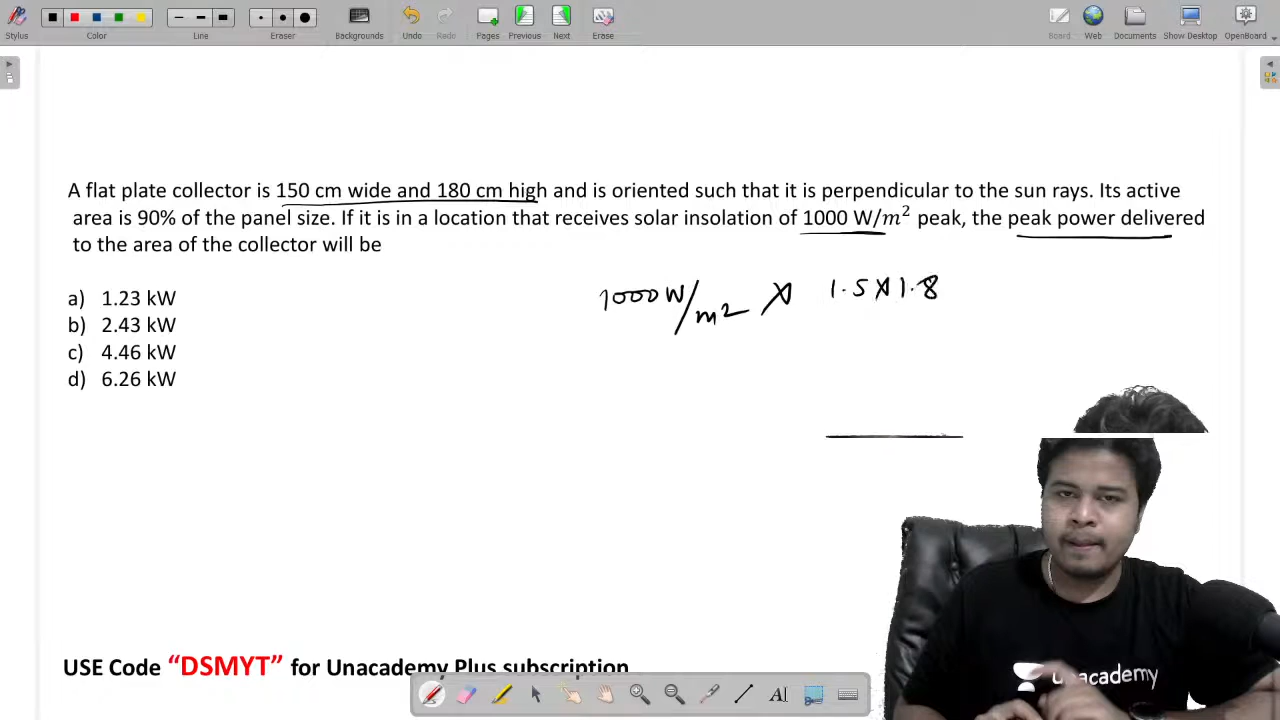 Stylus Color Line Eraser Backgrounds Undo Redo Pages Previous Next Erase Board Web Documents Show Desktop OpenBoard
A flat plate collector is 150 cm wide and 180 cm high and is oriented such that it is perpendicular to the sun rays. Its active
area is 90% of the panel size. If it is in a location that receives solar insolation of 1000 W/m² peak, the peak power delivered
to the area of the collector will be
1000 W/m2 X 1.5 X 1.8
a) 1.23 kW
b) 2.43 kW
c) 4.46 kW
d) 6.26 kW
USE Code “DSMYT” for Unacademy Plus subscription
unacademy